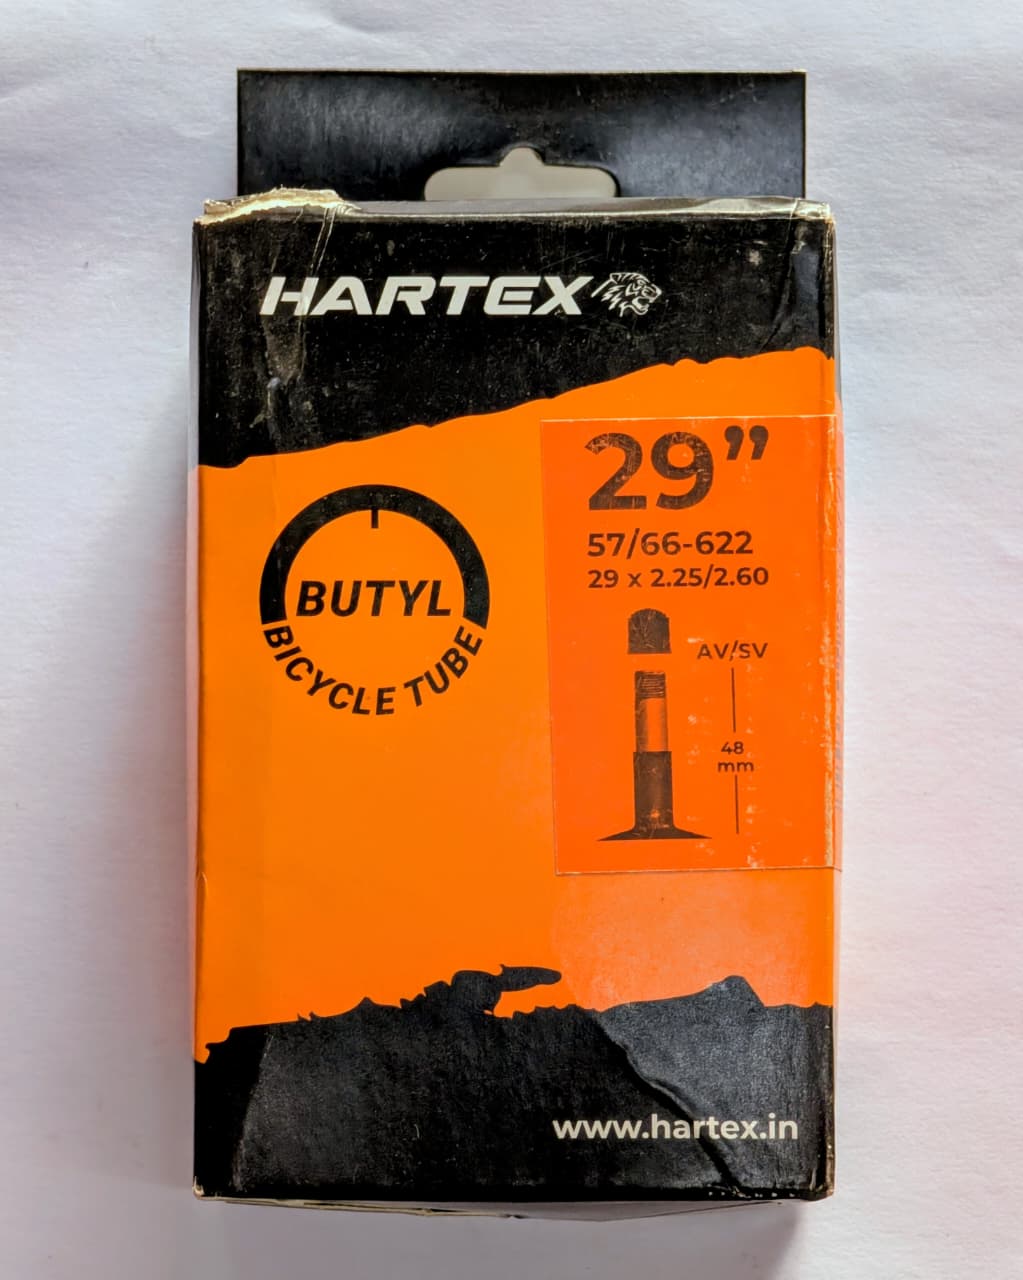 HARTEX
29”
57/66-622
29 x 2.25/2.60
BUTYL
BICYCLE TUBE
AV/SV
48
mm
www.hartex.in